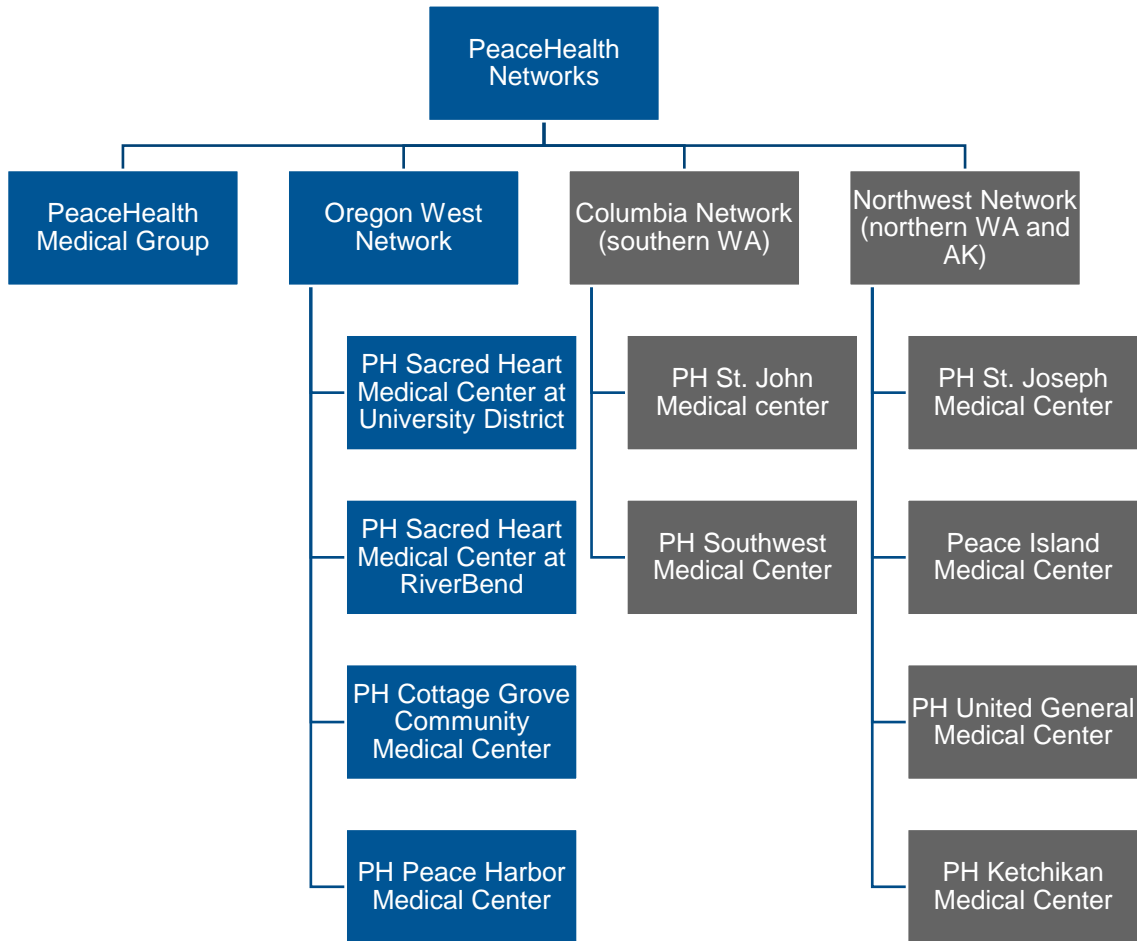 PeaceHealth
Networks
PeaceHealth
Medical Group
Oregon West
Network
Columbia Network
(southern WA)
Northwest Network
(northern WA and
AK)
PH Sacred Heart
Medical Center at
University District
PH Sacred Heart
Medical Center at
RiverBend
PH Cottage Grove
Community
Medical Center
PH Peace Harbor
Medical Center
PH St. John
Medical center
PH Southwest
Medical Center
PH St. Joseph
Medical Center
Peace Island
Medical Center
PH United General
Medical Center
PH Ketchikan
Medical Center